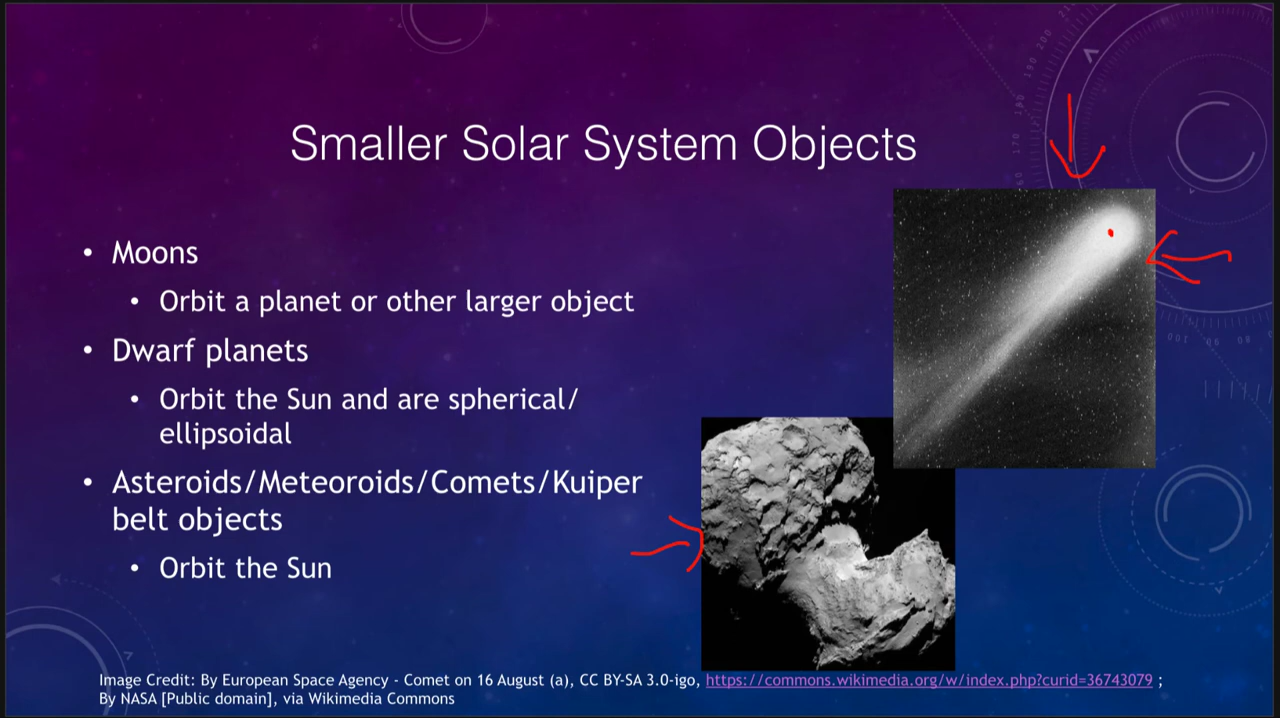 Smaller Solar System Objects
• Moons
• Orbit a planet or other larger object
• Dwarf planets
• Orbit the Sun and are spherical/
ellipsoidal
• Asteroids/Meteoroids/Comets/Kuiper
belt objects
• Orbit the Sun
Image Credit: By European Space Agency - Comet on 16 August (a), CC BY-SA 3.0-igo, https://commons.wikimedia.org/w/index.php?curid=36743079 ;
By NASA [Public domain], via Wikimedia Commons